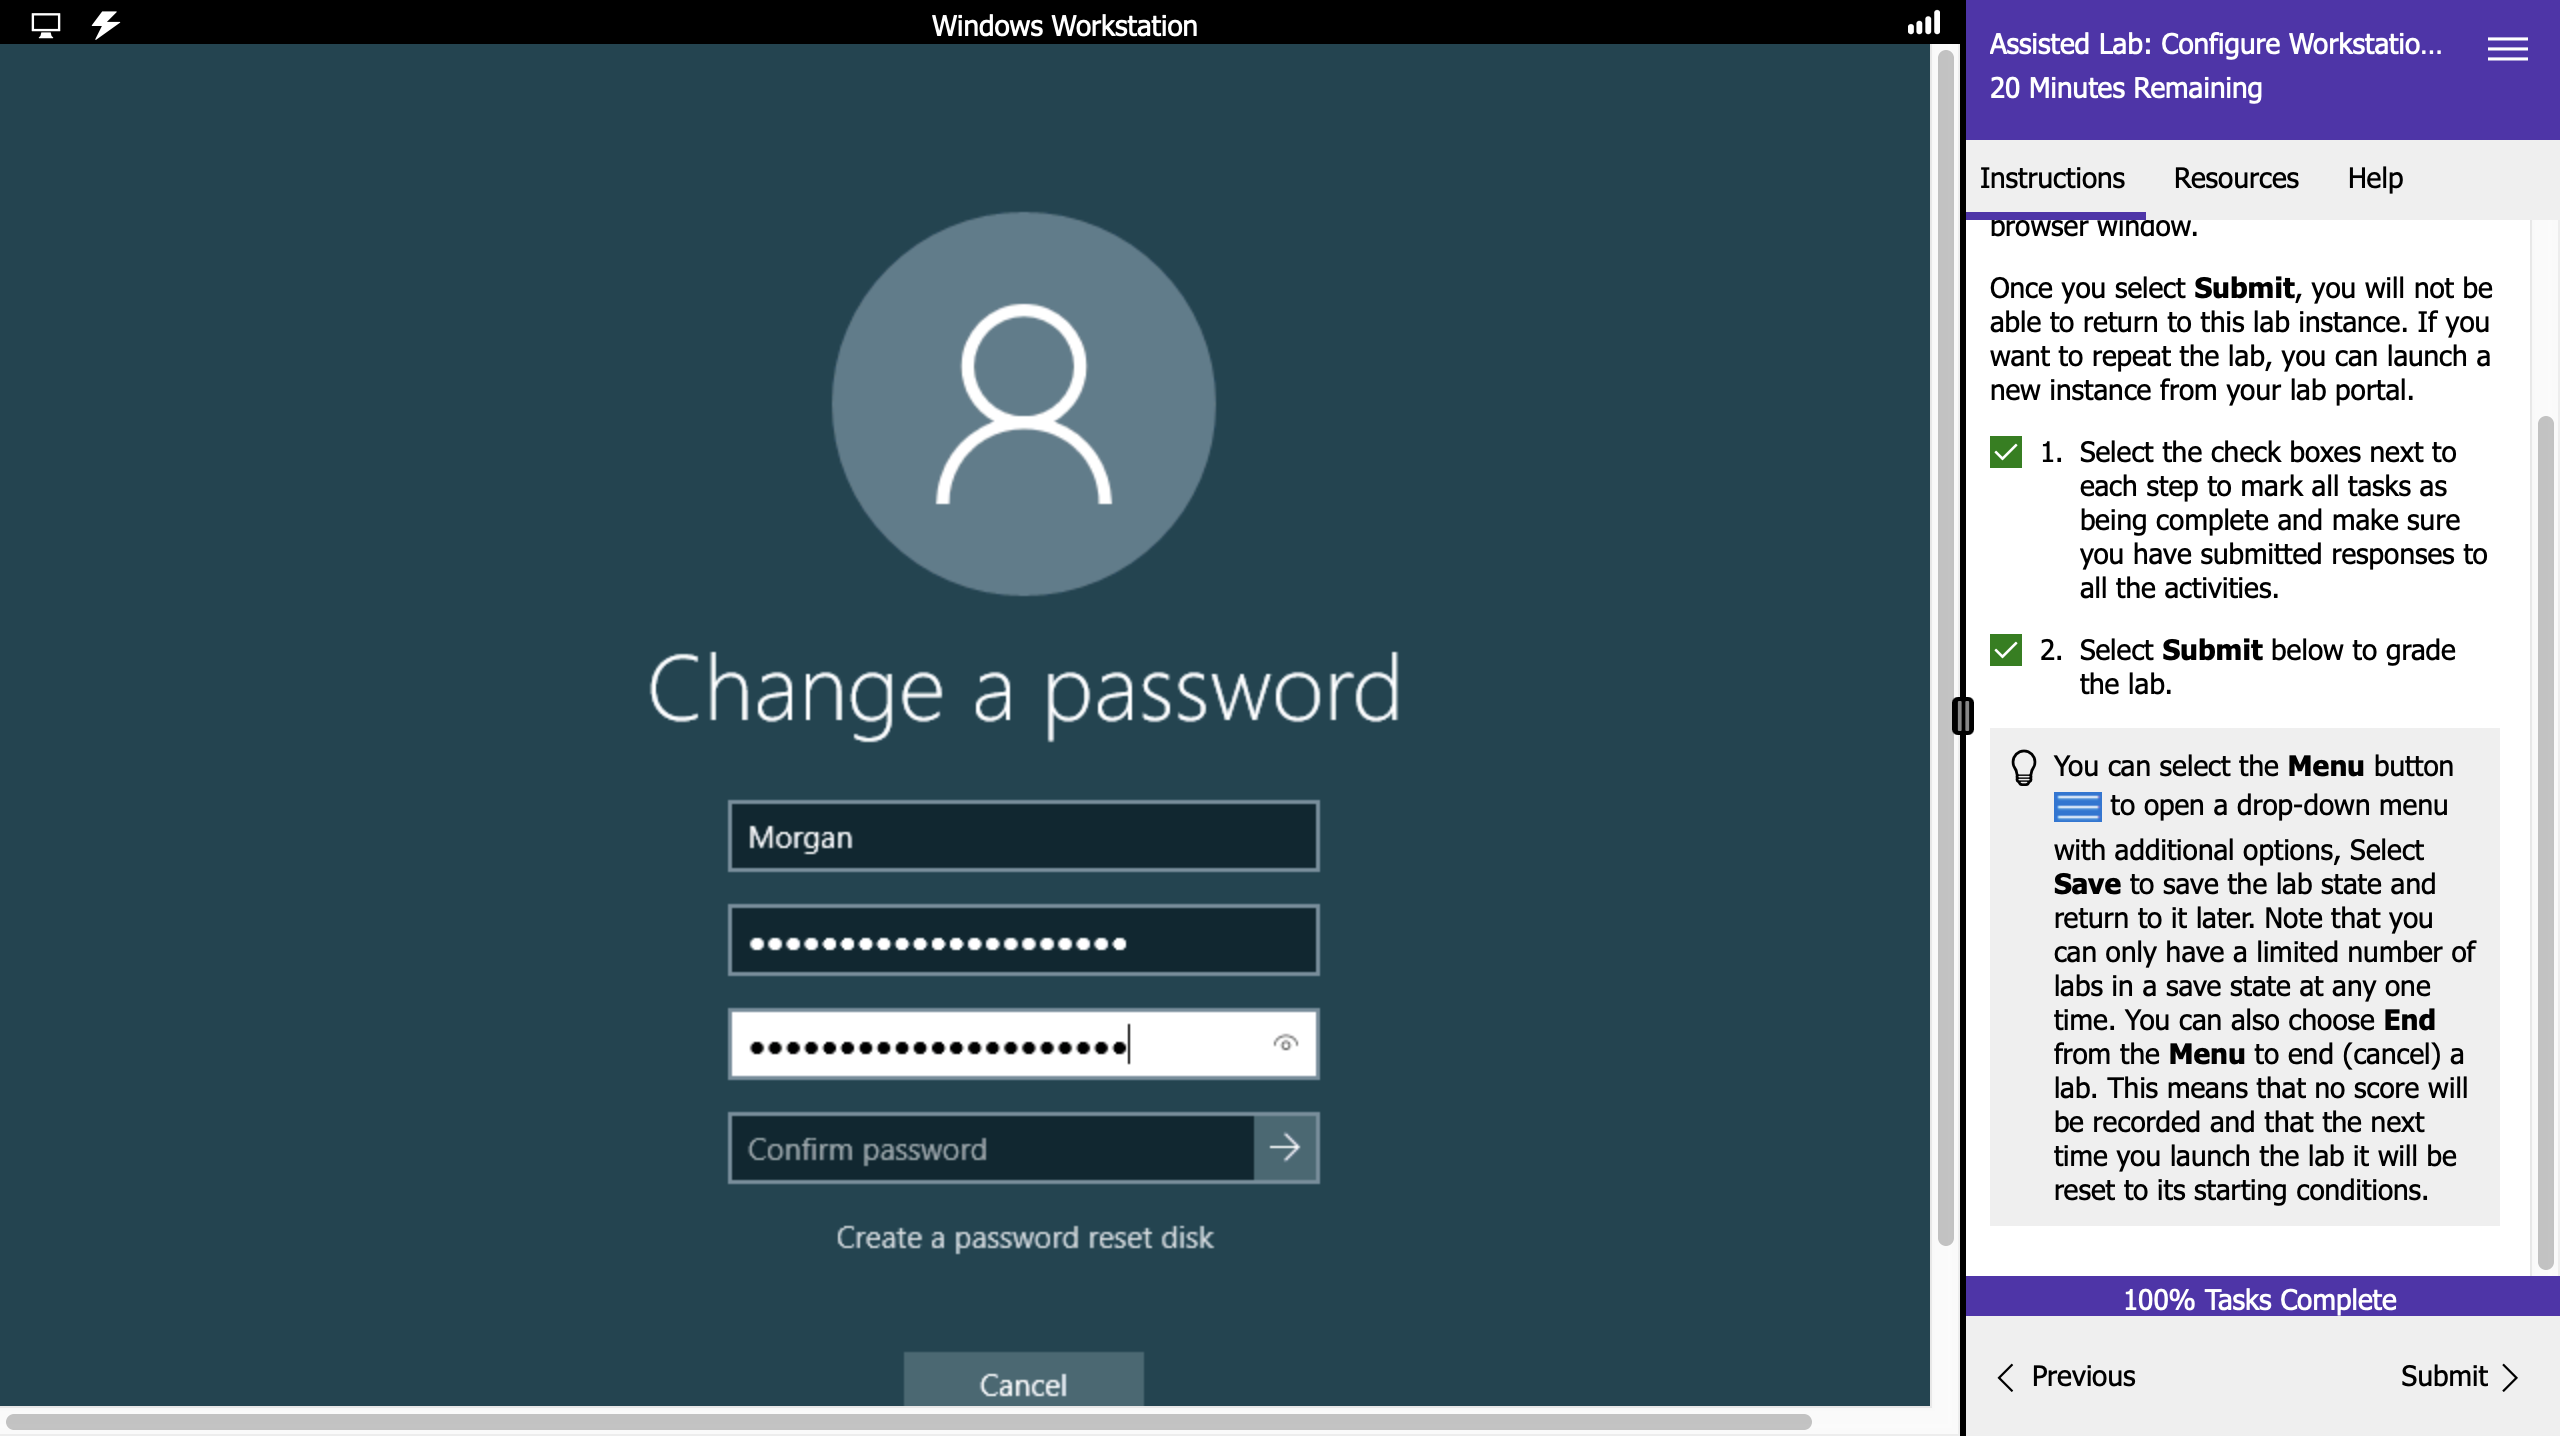 Windows Workstation
Change a password
Morgan
●●●●●●●●●●●●●●●●●●●●●
●●●●●●●●●●●●●●●●●●●●●
Confirm password
Create a password reset disk
Cancel
Assisted Lab: Configure Workstatio...
20 Minutes Remaining
Instructions
Resources
Help
browser window.
Once you select Submit, you will not be
able to return to this lab instance. If you
want to repeat the lab, you can launch a
new instance from your lab portal.
1. Select the check boxes next to
each step to mark all tasks as
being complete and make sure
you have submitted responses to
all the activities.
2. Select Submit below to grade
the lab.
You can select the Menu button
to open a drop-down menu
with additional options, Select
Save to save the lab state and
return to it later. Note that you
can only have a limited number of
labs in a save state at any one
time. You can also choose End
from the Menu to end (cancel) a
lab. This means that no score will
be recorded and that the next
time you launch the lab it will be
reset to its starting conditions.
100% Tasks Complete
Previous
Submit